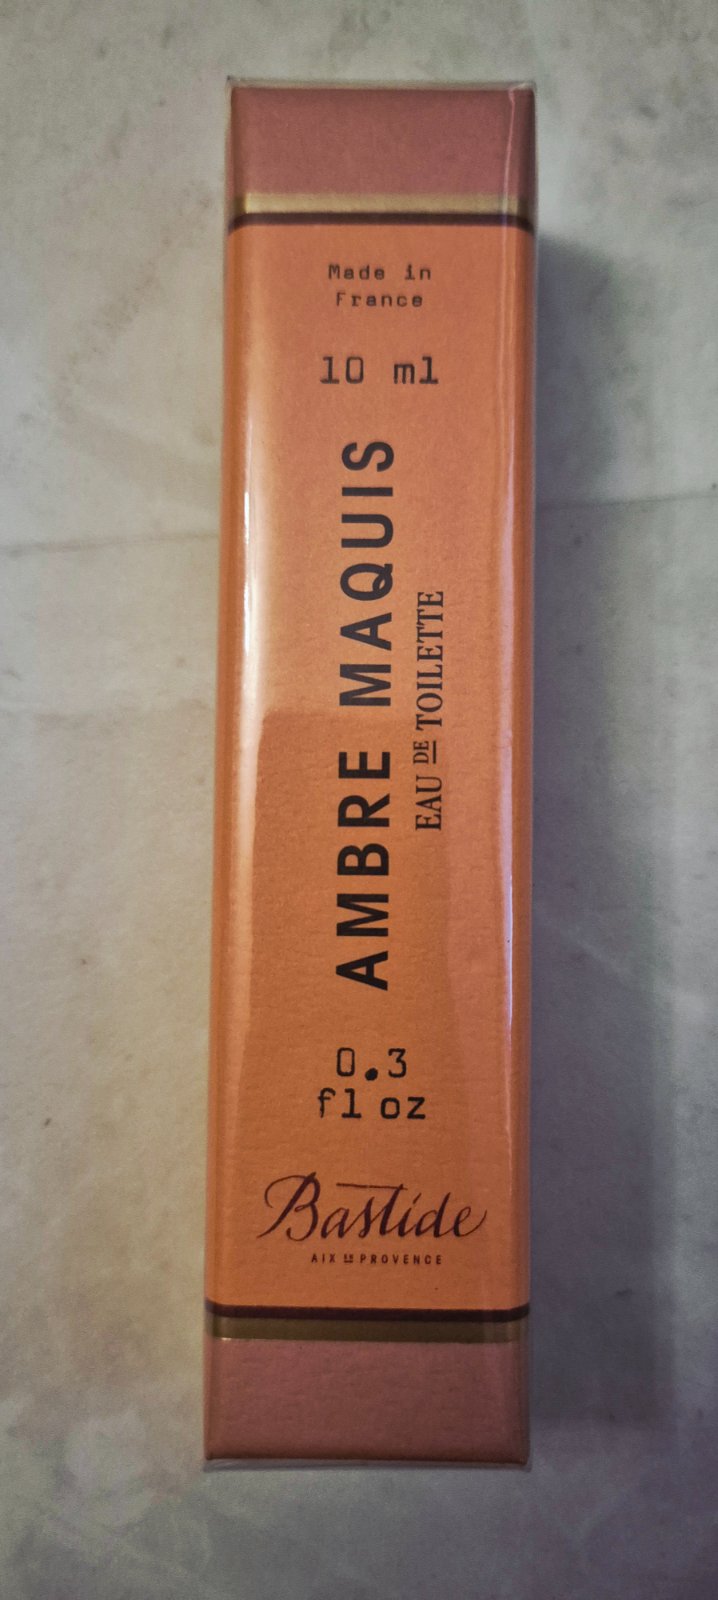 Made in
France
10 ml
AMBRE MAQUIS
EAU DE TOILETTE
0.3
fl oz
Bastide
AIX EN PROVENCE